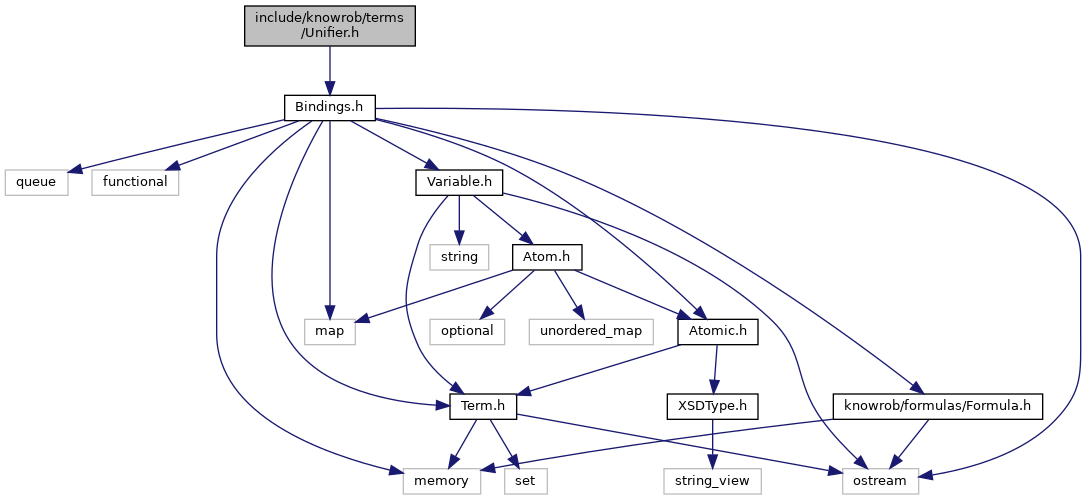 include/knowrob/terms
/Unifier.h
Bindings.h
queue
functional
Variable.h
string
Atom.h
map
optional
unordered_map
Atomic.h
Term.h
XSDType.h
knowrob/formulas/Formula.h
memory
set
string_view
ostream